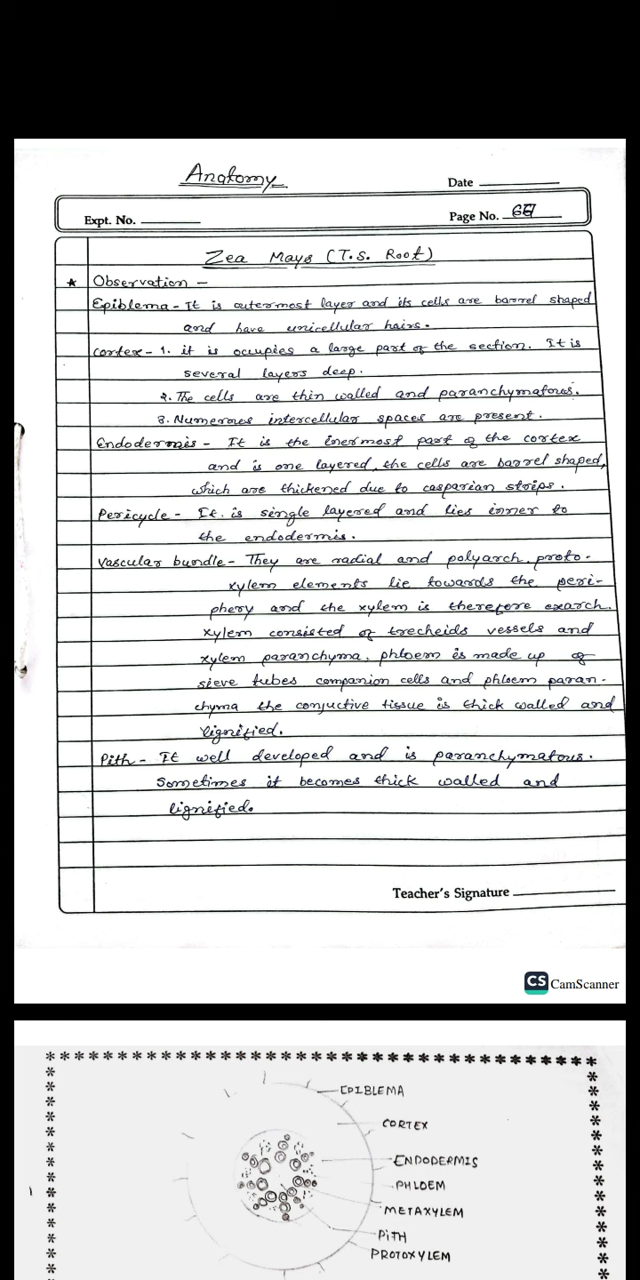 Anatomy
Date
Expt. No.
Page No.
Zea Mays (T.S. Root)
* Observation -
Epiblema - It is outermost layer and its cells are barrel shaped
and have unicellular hairs.
Cortex - 1. it is occupies a large part of the section. It is
several layers deep.
2. The cells are thin walled and paranchymatous.
3. Numerous intercellular spaces are present.
Endodermis - It is the inermost part of the cortex
and is one layered, the cells are barrel shaped,
which are thickened due to casparian strips.
Pericycle - It is single layered and lies inner to
the endodermis.
Vascular bundle - They are radial and polyarch. proto-
xylem elements lie towards the peri-
phery and the xylem is therefore exarch.
xylem consisted of trecheids vessels and
xylem paranchyma. phloem is made up of
sieve tubes companion cells and phloem paran-
chyma the conjuctive tissue is thick walled and
lignified.
Pith - It well developed and is paranchymatous.
Sometimes it becomes thick walled and
lignified.
Teacher's Signature
CS CamScanner
EPIBLEMA
CORTEX
ENDODERMIS
PHLOEM
METAXYLEM
PITH
PROTOXYLEM